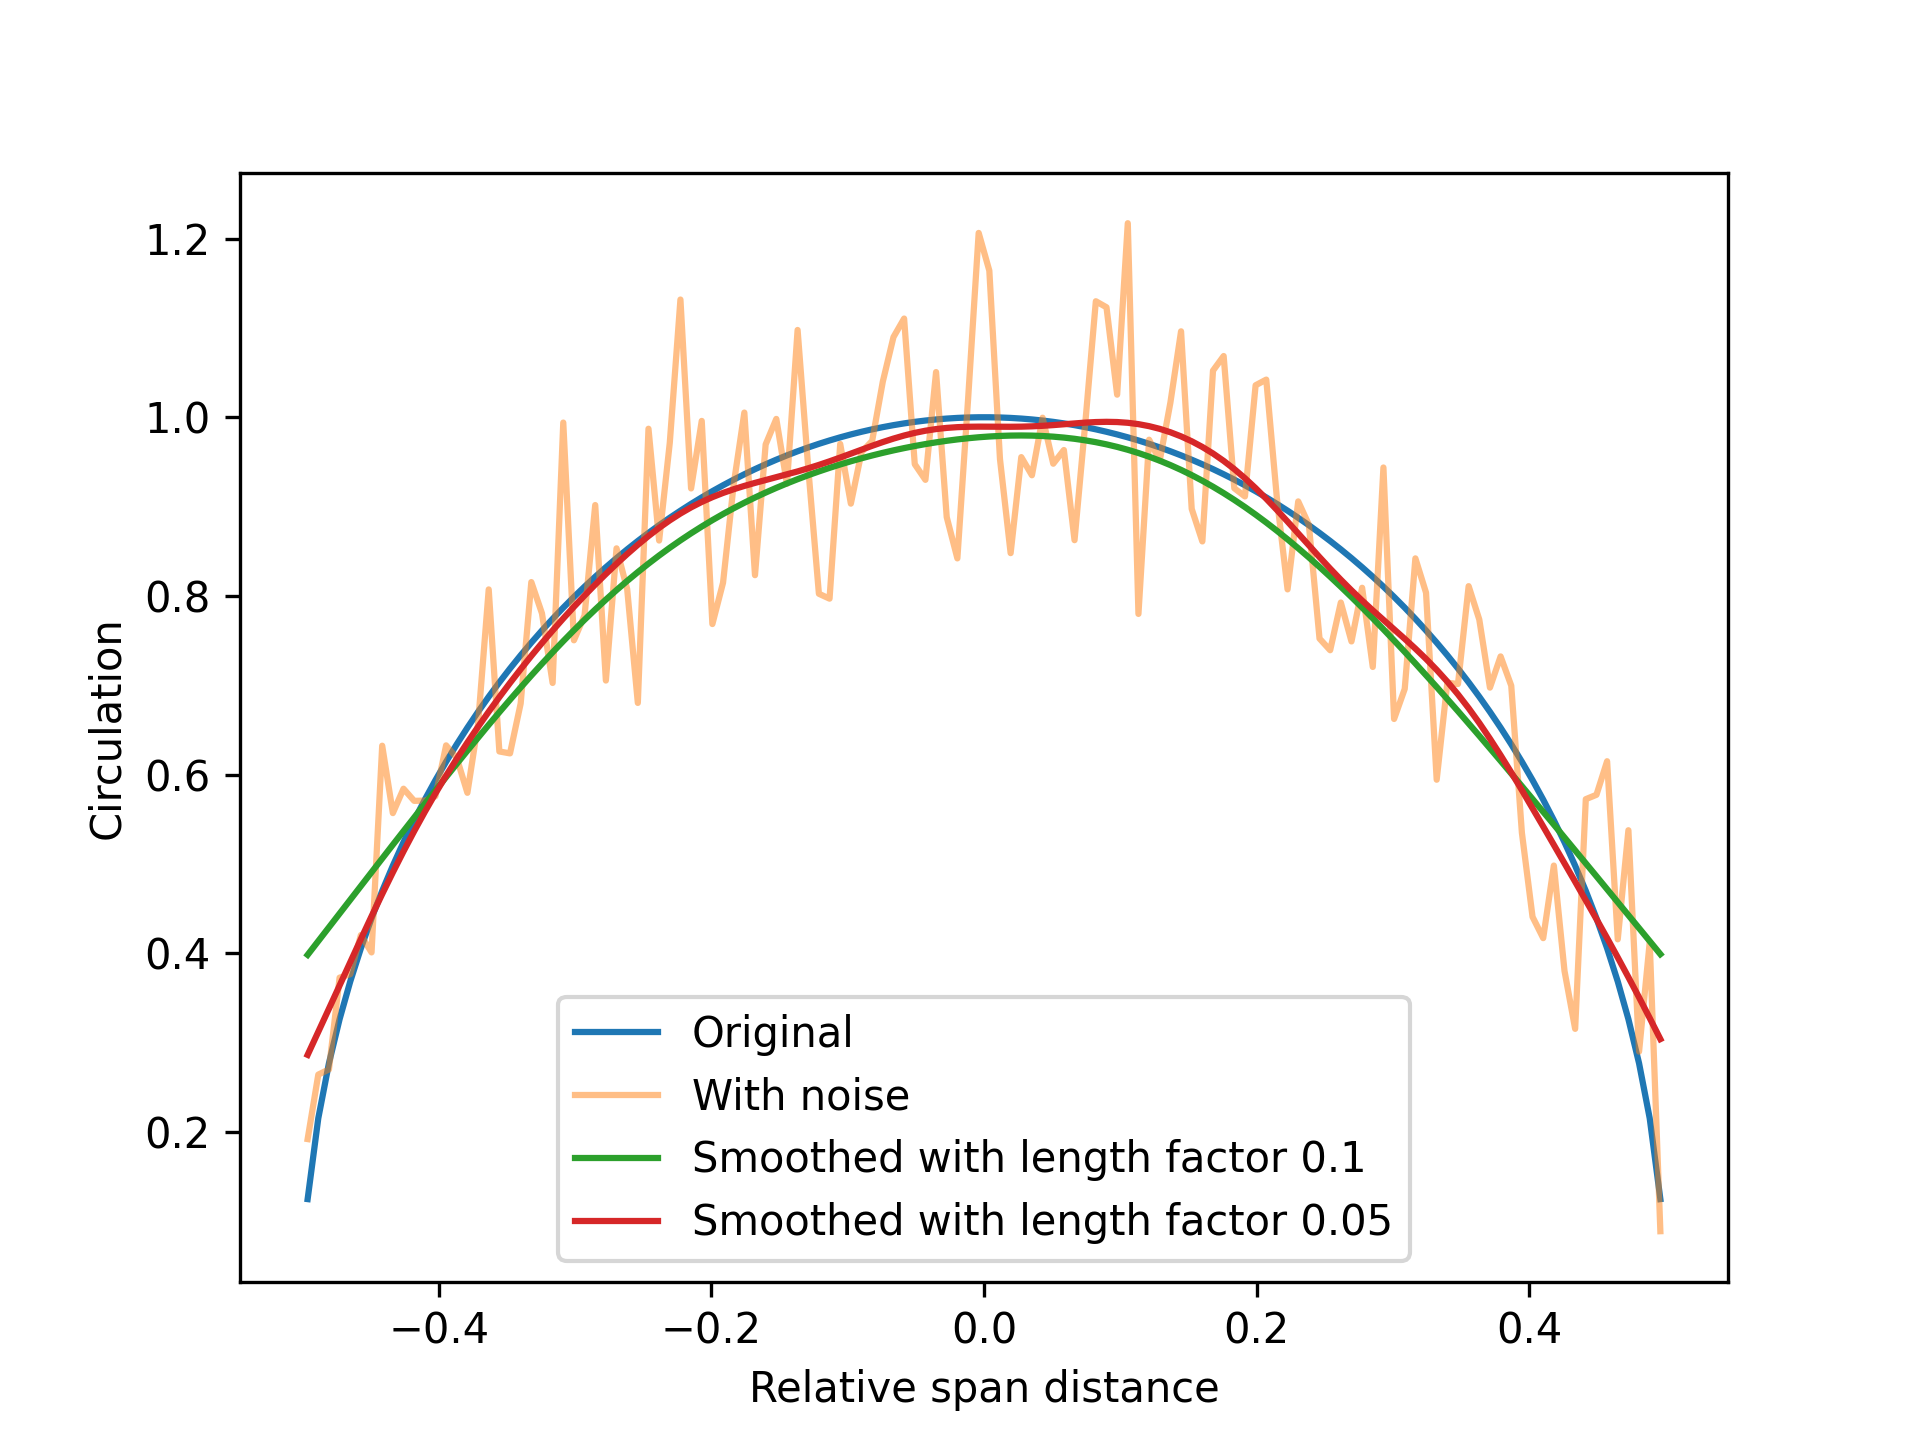 1.2
1.0
0.8
0.6
0.4
0.2
Circulation
Original
With noise
Smoothed with length factor 0.1
Smoothed with length factor 0.05
−0.4 −0.2 0.0 0.2 0.4
Relative span distance